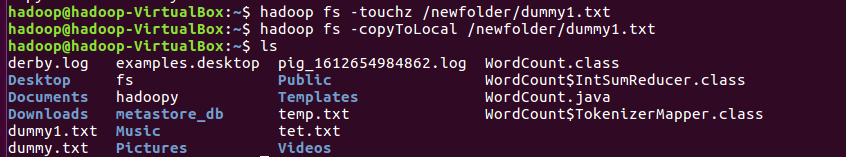 hadoop@hadoop-VirtualBox:~$ hadoop fs -touchz /newfolder/dummy1.txt
hadoop@hadoop-VirtualBox:~$ hadoop fs -copyToLocal /newfolder/dummy1.txt
hadoop@hadoop-VirtualBox:~$ ls
derby.log examples.desktop pig_1612654984862.log WordCount.class
Desktop fs Public WordCount$IntSumReducer.class
Documents hadoopy Templates WordCount.java
Downloads metastore_db temp.txt WordCount$TokenizerMapper.class
dummy1.txt Music tet.txt
dummy.txt Pictures Videos